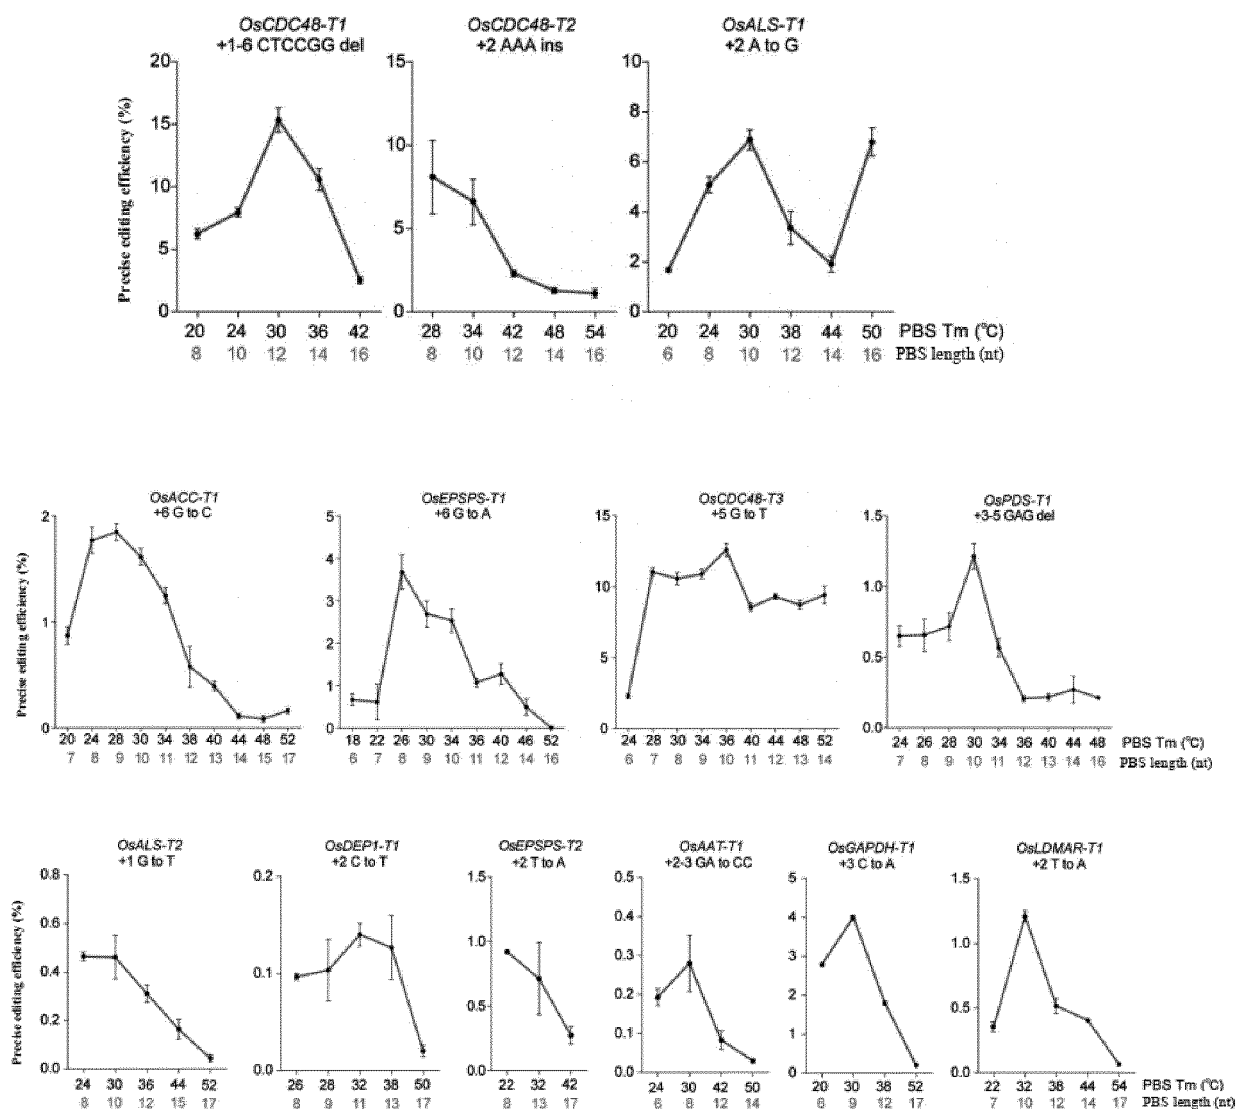 OsCDC48-T1
+1-6 CTCCGG del
OsCDC48-T2
+2 AAA ins
OsALS-T1
+2 A to G
Precise editing efficiency (%)
20
15
10
5
0
15
10
5
0
10
8
6
4
2
0
20 24 30 36 42
28 34 42 48 54
20 24 30 38 44 50 PBS Tm (°C)
8 10 12 14 16
8 10 12 14 16
6 8 10 12 14 16 PBS length (nt)
OsACC-T1
+6 G to C
OsEPSPS-T1
+6 G to A
OsCDC48-T3
+5 G to T
OsPDS-T1
+3-5 GAG del
Precise editing efficiency (%)
2
1
0
5
4
3
2
1
0
15
10
5
0
1.5
1.0
0.5
0.0
20 24 28 30 34 38 40 44 48 52
18 22 26 30 34 36 40 46 52
24 28 30 34 36 40 44 48 52
24 26 28 30 34 36 40 44 48 PBS Tm (°C)
7 8 9 10 11 12 13 14 15 17
6 7 8 9 10 11 12 14 16
6 7 8 9 10 11 12 13 14
7 8 9 10 11 12 13 14 16 PBS length (nt)
OsALS-T2
+1 G to T
OsDEP1-T1
+2 C to T
OsEPSPS-T2
+2 T to A
OsAAT-T1
+2-3 GA to CC
OsGAPDH-T1
+3 C to A
OsLDMAR-T1
+2 T to A
Precise editing efficiency (%)
0.8
0.6
0.4
0.2
0.0
0.2
0.1
0.0
1.5
1.0
0.5
0.0
0.5
0.4
0.3
0.2
0.1
0.0
5
4
3
2
1
0
1.5
1.0
0.5
0.0
24 30 36 44 52
26 28 32 38 50
22 32 42
24 30 42 50
20 30 38 52
22 32 38 44 54 PBS Tm (°C)
8 10 12 15 17
8 9 11 13 17
8 13 17
6 8 12 14
6 9 12 17
7 10 12 14 17 PBS length (nt)